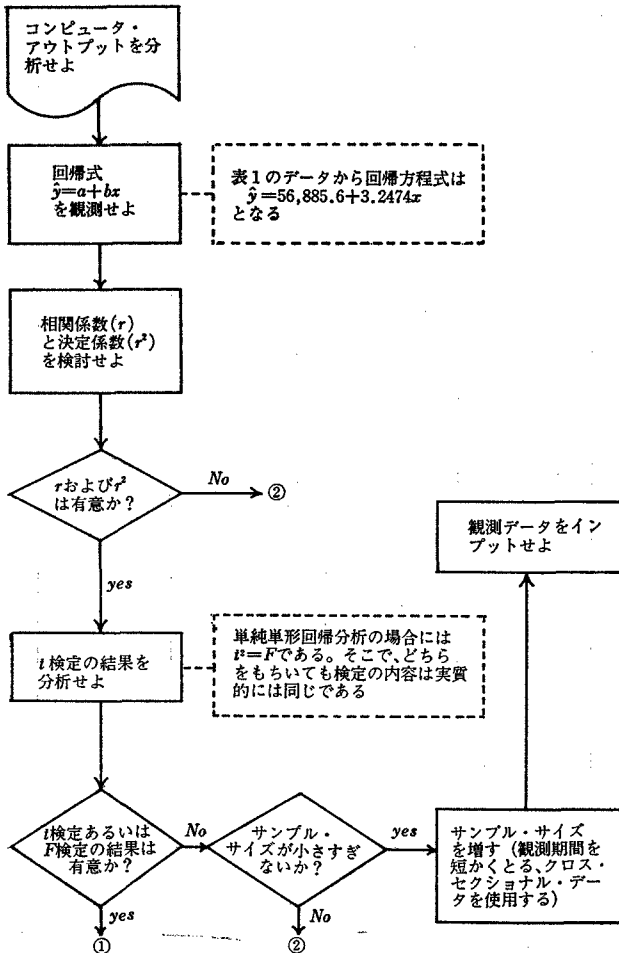 コンピュータ・
アウトプットを分
析せよ
回帰式
ŷ=a+bx
を観測せよ
表1のデータから回帰方程式は
ŷ=56,885.6+3.2474x
となる
相関係数(r)
と決定係数(r²)
を検討せよ
rおよびr²
は有意か？
No
②
yes
観測データをイン
プットせよ
t検定の結果を
分析せよ
単純単形回帰分析の場合には
t²=Fである。そこで、どちら
をもちいても検定の内容は実質
的には同じである
t検定あるいは
F検定の結果は
有意か？
No
サンプル・
サイズが小さすぎ
ないか？
yes
サンプル・サイズ
を増す（観測期間を
短かくとる、クロス・
セクショナル・デー
タを使用する）
yes
①
No
②